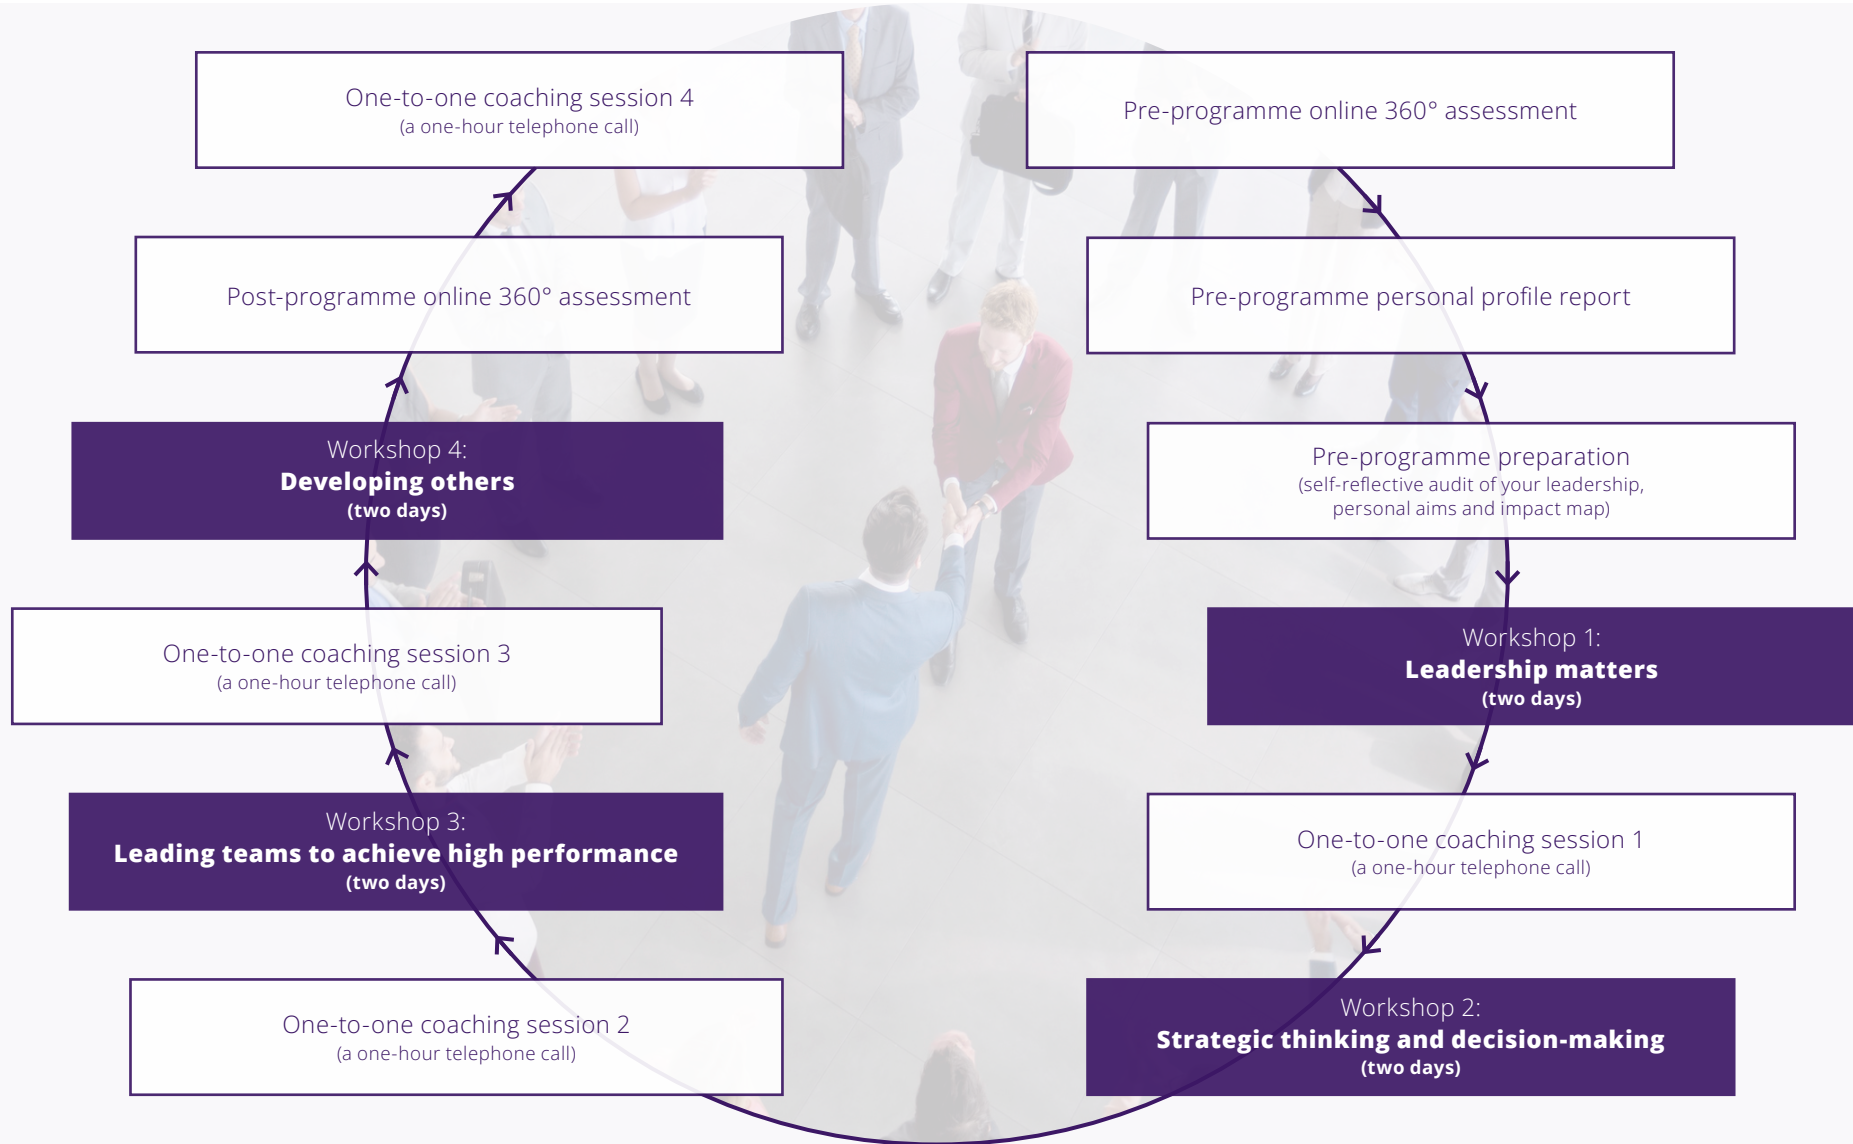 Pre-programme online 360° assessment
Pre-programme personal profile report
Pre-programme preparation
(self-reflective audit of your leadership,
personal aims and impact map)
Workshop 1:
Leadership matters
(two days)
One-to-one coaching session 1
(a one-hour telephone call)
Workshop 2:
Strategic thinking and decision-making
(two days)
One-to-one coaching session 2
(a one-hour telephone call)
Workshop 3:
Leading teams to achieve high performance
(two days)
One-to-one coaching session 3
(a one-hour telephone call)
Workshop 4:
Developing others
(two days)
Post-programme online 360° assessment
One-to-one coaching session 4
(a one-hour telephone call)